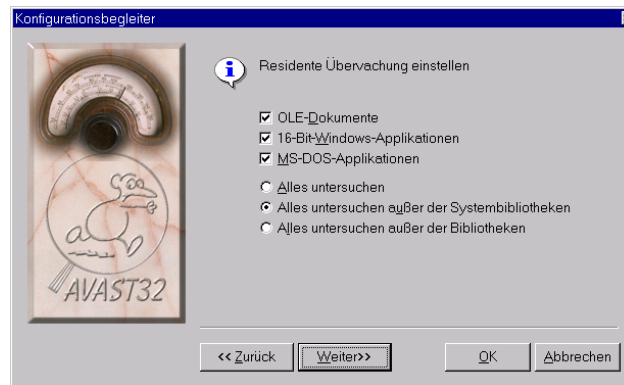 Konfigurationsbegleiter
Residente Übervachung einstellen
OLE-Dokumente
16-Bit-Windows-Applikationen
MS-DOS-Applikationen
Alles untersuchen
Alles untersuchen außer der Systembibliotheken
Alles untersuchen außer der Bibliotheken
AVAST32
<< Zurück
Weiter>>
OK
Abbrechen